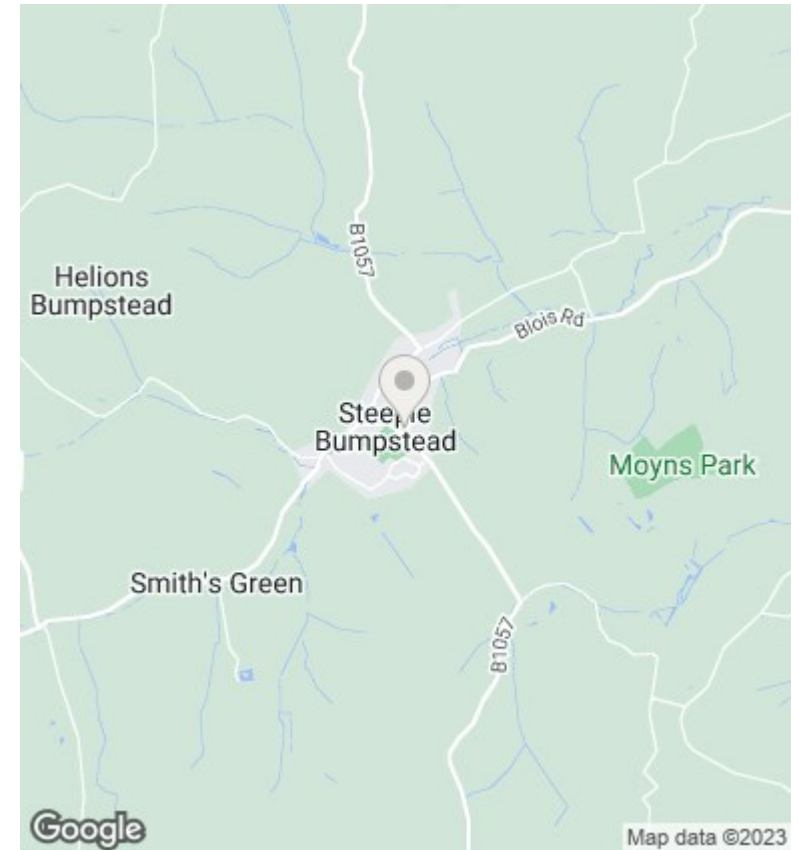 B1057
Helions
Bumpstead
Blois Rd
Steeple
Bumpstead
Moyns Park
Smith's Green
B1057
Google
Map data ©2023